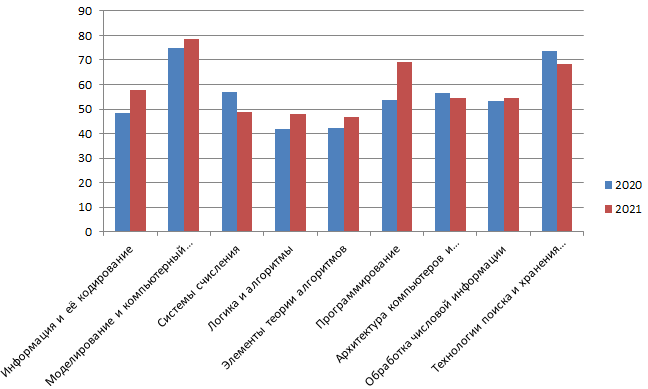 90
80
70
60
50
40
30
20
10
0
2020
2021
Информация и её кодирование
Моделирование и компьютерный...
Системы счисления
Логика и алгоритмы
Элементы теории алгоритмов
Программирование
Архитектура компьютеров и...
Обработка числовой информации
Технологии поиска и хранения...